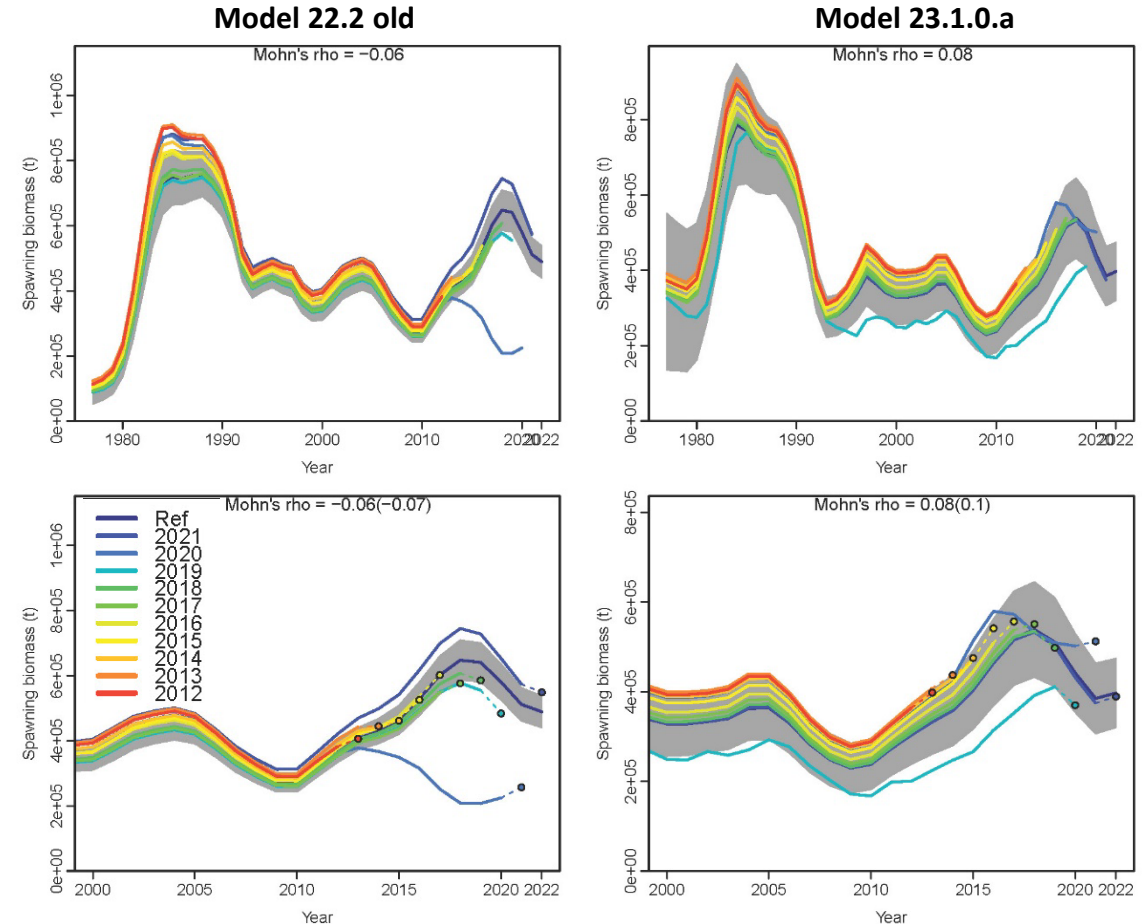 Model 22.2 old
Model 23.1.0.a
Mohn's rho = −0.06
Spawning biomass (t)
1e+06
8e+05
6e+05
4e+05
2e+05
0e+00
1980 1990 2000 2010 2020 2022
Year
Mohn's rho = 0.08
Spawning biomass (t)
8e+05
6e+05
4e+05
2e+05
0e+00
1980 1990 2000 2010 2020 2022
Year
Mohn's rho = −0.06(−0.07)
Ref
2021
2020
2019
2018
2017
2016
2015
2014
2013
2012
Spawning biomass (t)
1e+06
8e+05
6e+05
4e+05
2e+05
0e+00
2000 2005 2010 2015 2020 2022
Year
Mohn's rho = 0.08(0.1)
Spawning biomass (t)
8e+05
6e+05
4e+05
2e+05
0e+00
2000 2005 2010 2015 2020 2022
Year